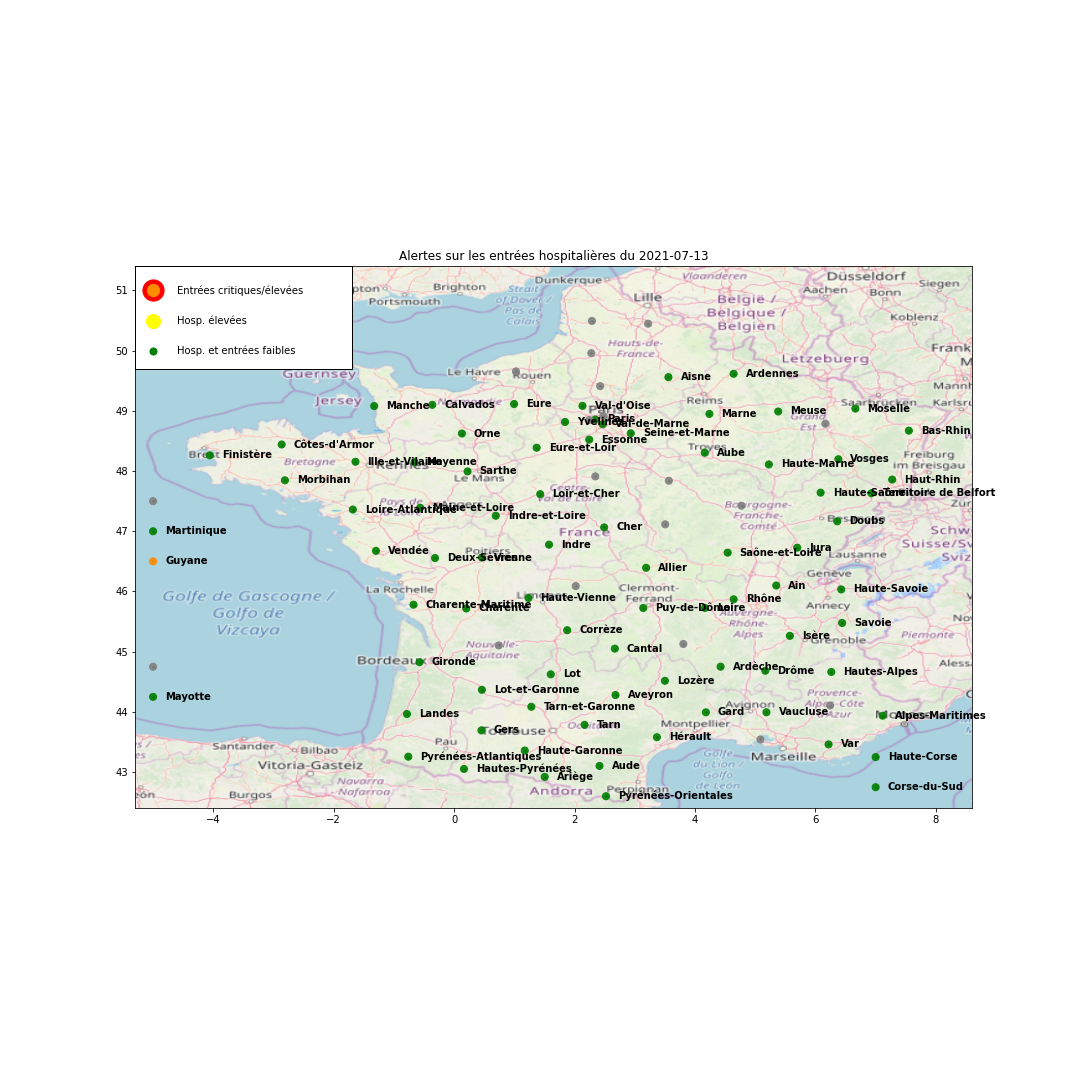 Alertes sur les entrées hospitalières du 2021-07-13
Entrées critiques/élevées
Hosp. élevées
Hosp. et entrées faibles
51
50
49
48
47
46
45
44
43
−4
−2
0
2
4
6
8
Brighton
Portsmouth
Strait
of Dover /
Pas de
Calais
Dunkerque
Lille
Vlaanderen
België /
Belgique /
Belgien
Düsseldorf
Aachen
Bonn
Siegen
Koblenz
Hauts-de-
France
Lëtzebuerg
Guernsey
Jersey
Le Havre
Rouen
Aisne
Ardennes
Reims
Saarbrücken
Manche
Calvados
Eure
Val-d'Oise
Paris
Yvelines
Val-de-Marne
Marne
Meuse
Moselle
Grand
Est
Bas-Rhin
Orne
Essonne
Seine-et-Marne
Eure-et-Loir
Troyes
Aube
Haute-Marne
Vosges
Freiburg
im Breisgau
Côtes-d'Armor
Brest
Finistère
Bretagne
Ille-et-Vilaine
Rennes
Mayenne
Sarthe
Le Mans
Morbihan
Haut-Rhin
Loir-et-Cher
Centre-
Val de Loire
Haute-Saône
Territoire de Belfort
Pays de
la Loire
Angers
Loire-Atlantique
Maine-et-Loire
Indre-et-Loire
Bourgogne-
Franche-
Comté
Besançon
Doubs
Martinique
Cher
France
Indre
Vendée
Deux-Sèvres
Poitiers
Vienne
Saône-et-Loire
Jura
Lausanne
Guyane
Allier
Genève
La Rochelle
Ain
Haute-Savoie
Golfe de Gascogne /
Golfo de
Vizcaya
Limoges
Haute-Vienne
Clermont-
Ferrand
Charente-Maritime
Charente
Puy-de-Dôme
Loire
Rhône
Annecy
Auvergne-
Rhône-
Alpes
Savoie
Corrèze
Isère
Grenoble
Piemonte
Nouvelle-
Aquitaine
Cantal
Bordeaux
Gironde
Lot
Lozère
Ardèche
Drôme
Hautes-Alpes
Mayotte
Lot-et-Garonne
Aveyron
Tarn-et-Garonne
Provence-
Alpes-Côte
d'Azur
Landes
Avignon
Gard
Vaucluse
Alpes-Maritimes
Gers
Toulouse
Tarn
Montpellier
Hérault
Pau
Haute-Garonne
Marseille
Var
Santander
Bilbao
Vitoria-Gasteiz
Pyrénées-Atlantiques
Hautes-Pyrénées
Aude
Golfe
du Lion /
Golfo
de León
Haute-Corse
Ariège
Navarra
- Nafarroa
Burgos
Andorra
Perpignan
Pyrénées-Orientales
Corse-du-Sud